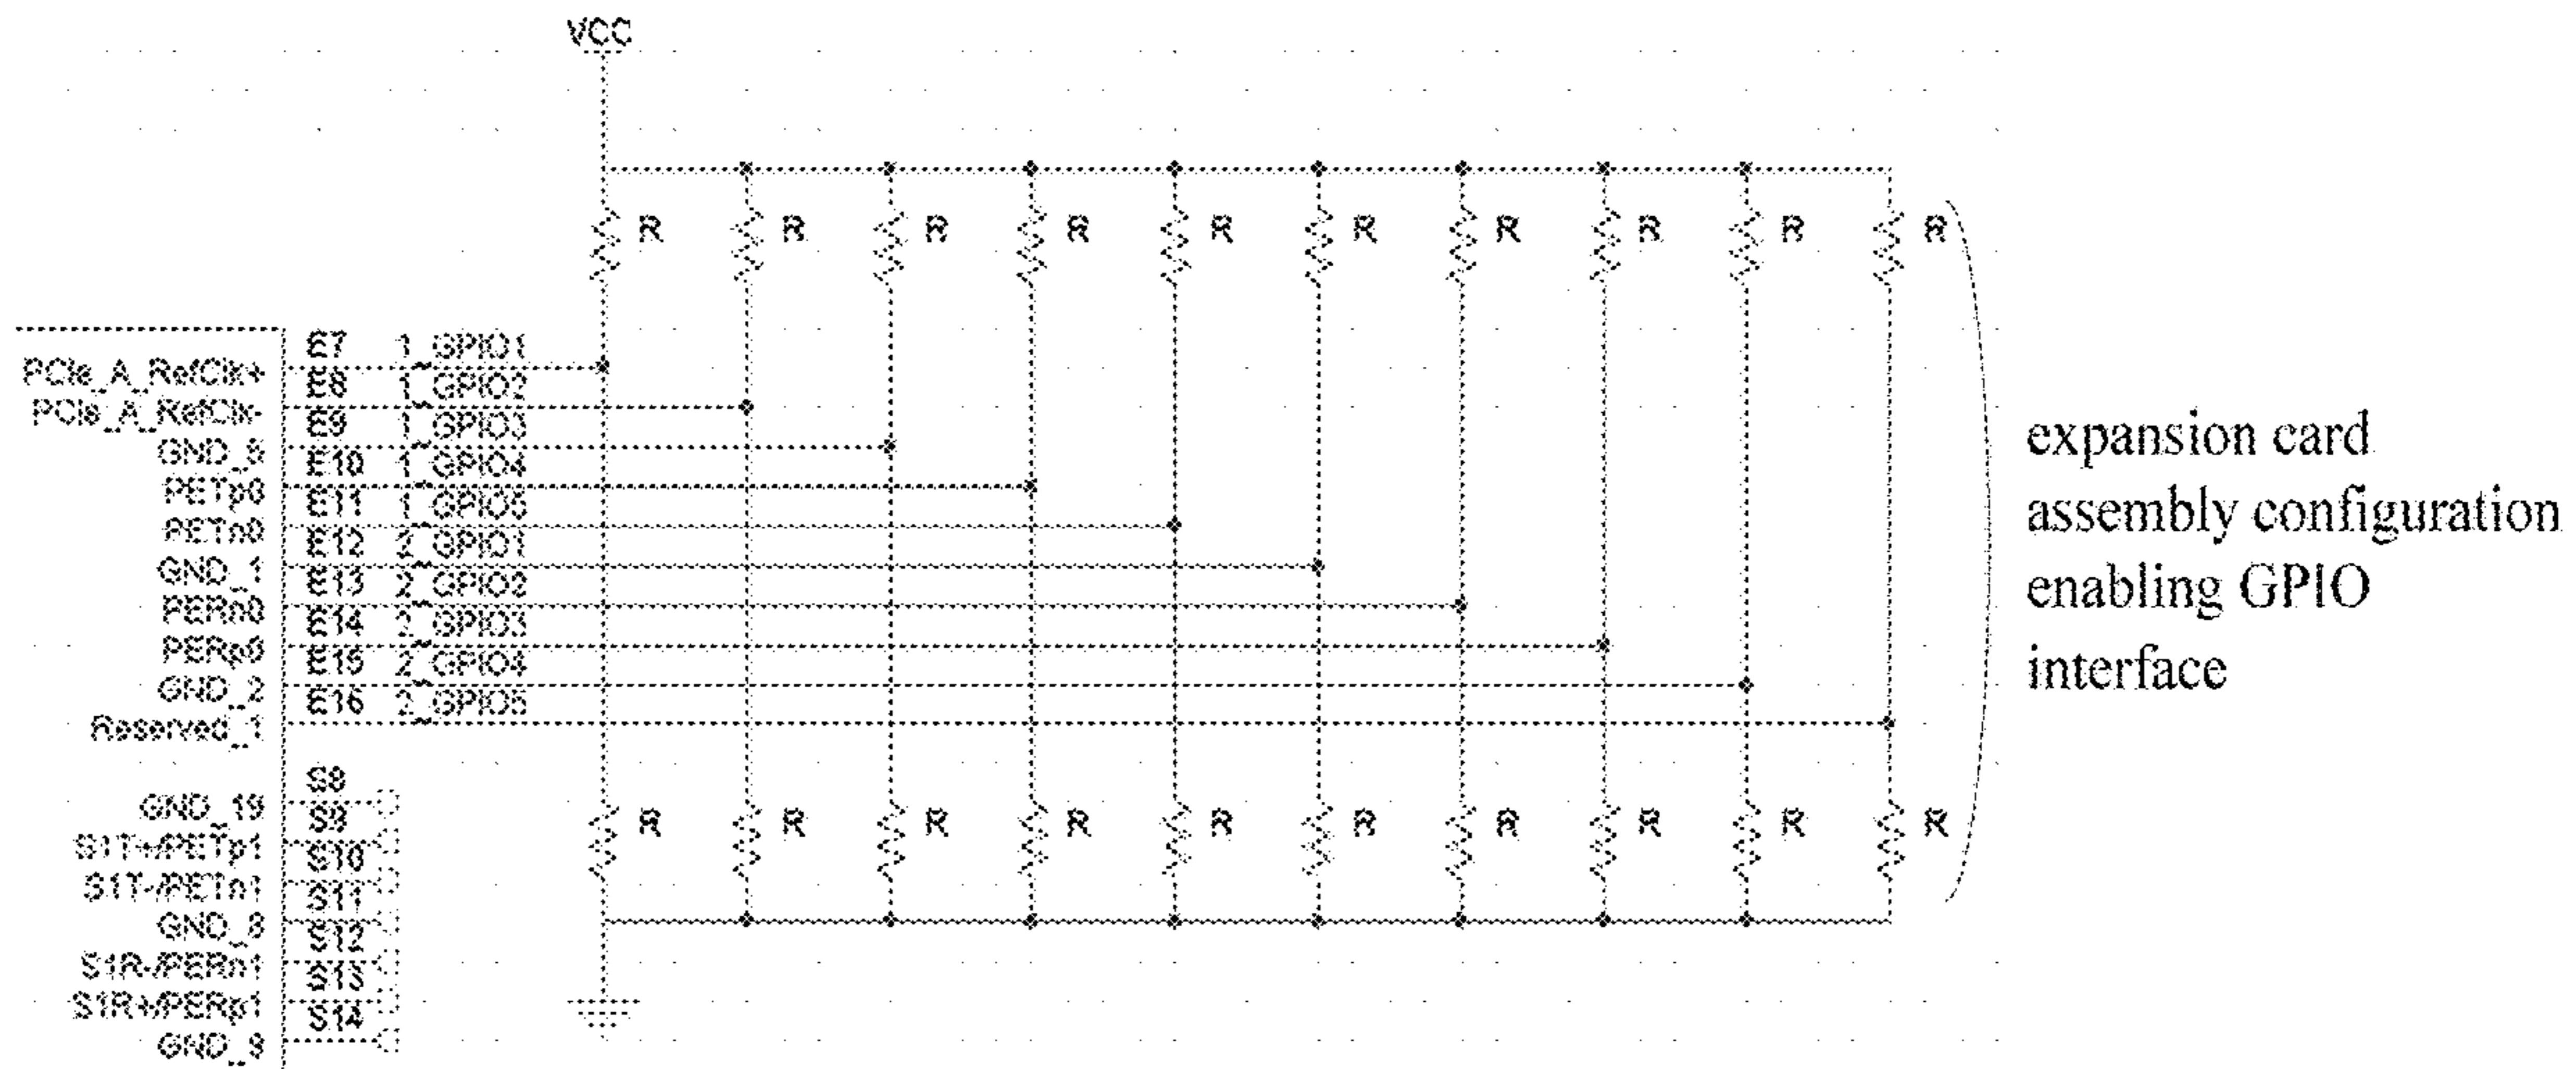 VCC
R R R R R R R R R R
E7 1_GPIO1
PCIe_A_RefClk+
E8 1_GPIO2
PCIe_A_RefClk-
E9 1_GPIO3
GND_5
E10 1_GPIO4
PETp0
E11 1_GPIO5
PETn0
E12 2_GPIO1
GND_1
E13 2_GPIO2
PERn0
E14 2_GPIO3
PERp0
E15 2_GPIO4
GND_2
E16 2_GPIO5
Reserved_1
expansion card
assembly configuration
enabling GPIO
interface
S8
GND_19
S9
S1T+/PETp1
S10
S1T-/PETn1
S11
GND_8
S12
S1R-/PERn1
S13
S1R+/PERp1
S14
GND_9
R R R R R R R R R R